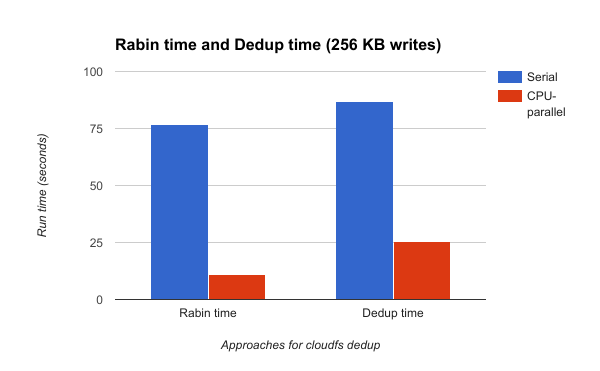 Rabin time and Dedup time (256 KB writes)
100
75
50
25
0
Run time (seconds)
Rabin time
Dedup time
Approaches for cloudfs dedup
Serial
CPU-
parallel